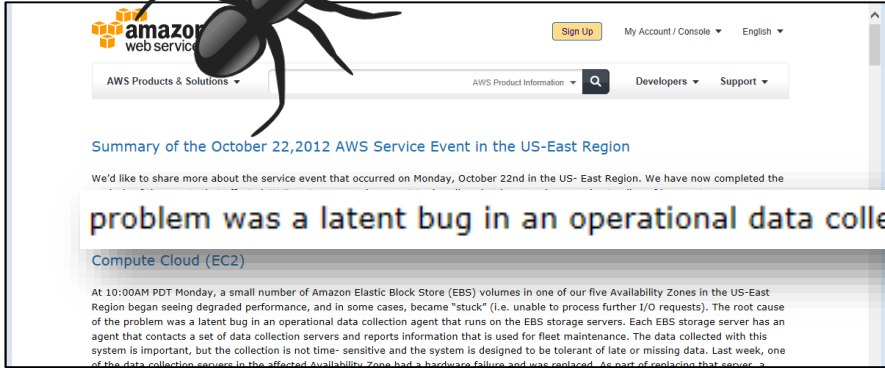 amazon
web service
Sign Up
My Account / Console
English
AWS Products & Solutions
AWS Product Information
Developers
Support
Summary of the October 22,2012 AWS Service Event in the US-East Region
We'd like to share more about the service event that occurred on Monday, October 22nd in the US- East Region. We have now completed the
problem was a latent bug in an operational data colle
Compute Cloud (EC2)
At 10:00AM PDT Monday, a small number of Amazon Elastic Block Store (EBS) volumes in one of our five Availability Zones in the US-East
Region began seeing degraded performance, and in some cases, became "stuck" (i.e. unable to process further I/O requests). The root cause
of the problem was a latent bug in an operational data collection agent that runs on the EBS storage servers. Each EBS storage server has an
agent that contacts a set of data collection servers and reports information that is used for fleet maintenance. The data collected with this
system is important, but the collection is not time- sensitive and the system is designed to be tolerant of late or missing data. Last week, one
of the data collection servers in the affected Availability Zone had a hardware failure and was replaced. As part of replacing that server, a